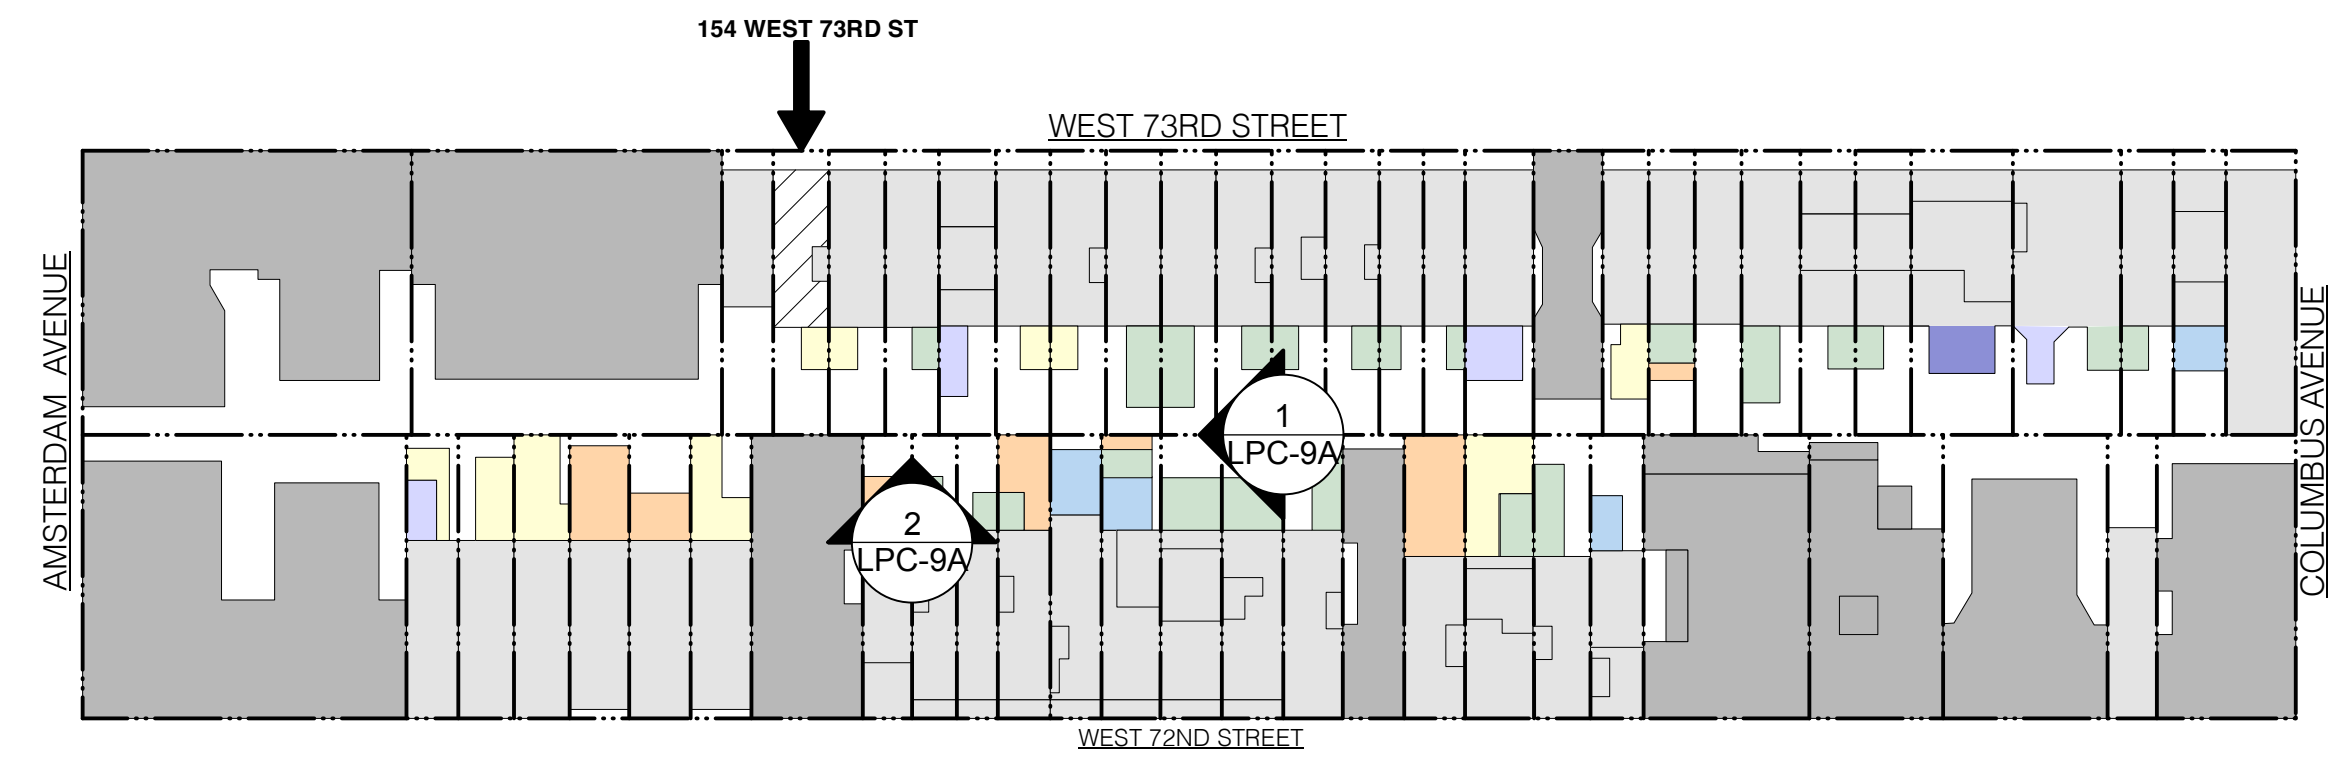 154 WEST 73RD ST
WEST 73RD STREET
AMSTERDAM AVENUE
COLUMBUS AVENUE
1
LPC-9A
2
LPC-9A
WEST 72ND STREET